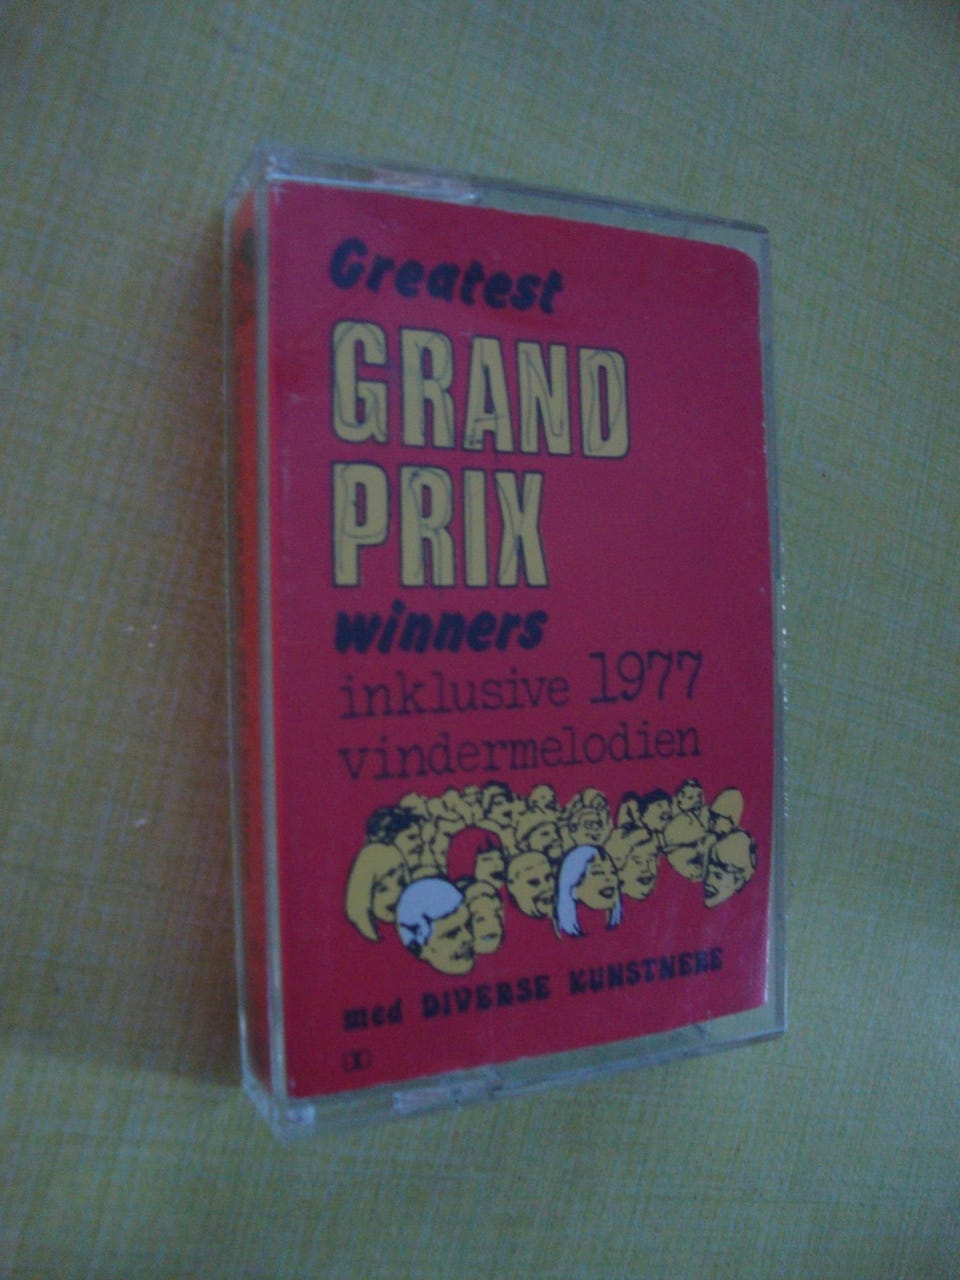 Greatest
GRAND
PRIX
winners
inklusive 1977
vindermelodien
med DIVERSE KUNSTNERE